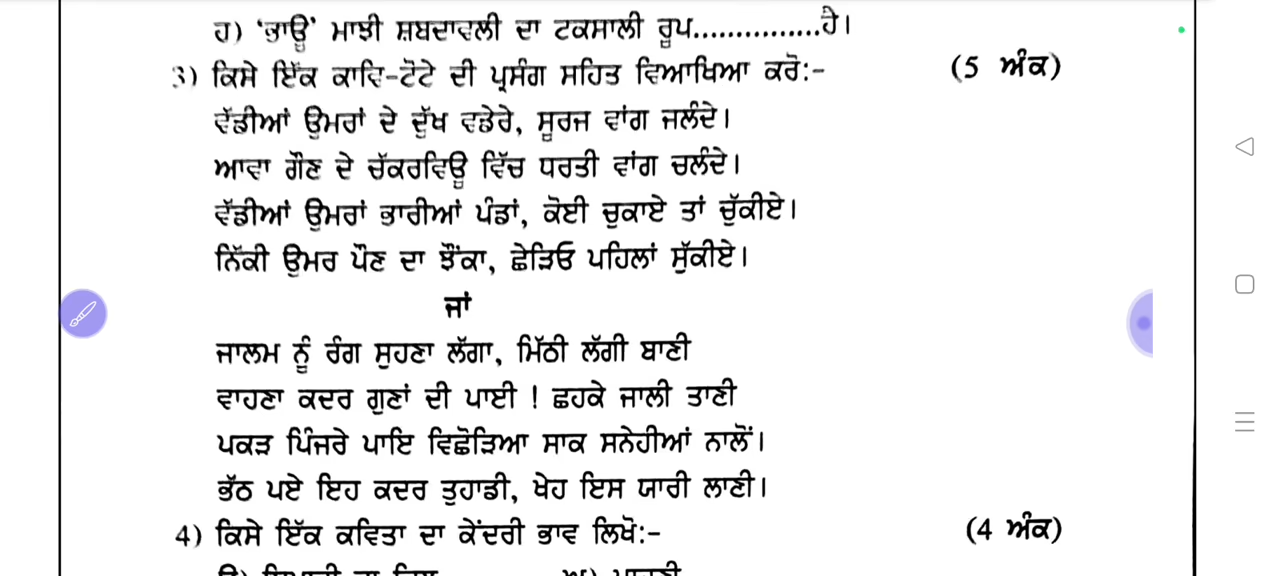 ਹ) ‘ਭਾਊ’ ਮਾਝੀ ਸ਼ਬਦਾਵਲੀ ਦਾ ਟਕਸਾਲੀ ਰੂਪ...............ਹੈ।
3) ਕਿਸੇ ਇੱਕ ਕਾਵਿ-ਟੋਟੇ ਦੀ ਪ੍ਰਸੰਗ ਸਹਿਤ ਵਿਆਖਿਆ ਕਰੋ:- (5 ਅੰਕ)
ਵੱਡੀਆਂ ਉਮਰਾਂ ਦੇ ਦੁੱਖ ਵਡੇਰੇ, ਸੂਰਜ ਵਾਂਗ ਜਲੰਦੇ।
ਆਵਾ ਗੌਣ ਦੇ ਚੱਕਰਵਿਊ ਵਿੱਚ ਧਰਤੀ ਵਾਂਗ ਚਲੰਦੇ।
ਵੱਡੀਆਂ ਉਮਰਾਂ ਭਾਰੀਆਂ ਪੰਡਾਂ, ਕੋਈ ਚੁਕਾਏ ਤਾਂ ਚੁੱਕੀਏ।
ਨਿੱਕੀ ਉਮਰ ਪੌਣ ਦਾ ਝੌਂਕਾ, ਛੇੜਿਓ ਪਹਿਲਾਂ ਸੁੱਕੀਏ।
ਜਾਂ
ਜਾਲਮ ਨੂੰ ਰੰਗ ਸੁਹਣਾ ਲੱਗਾ, ਮਿੱਠੀ ਲੱਗੀ ਬਾਣੀ
ਵਾਹਣਾ ਕਦਰ ਗੁਣਾਂ ਦੀ ਪਾਈ ! ਛਹਕੇ ਜਾਲੀ ਤਾਣੀ
ਪਕੜ ਪਿੰਜਰੇ ਪਾਇ ਵਿਛੋੜਿਆ ਸਾਕ ਸਨੇਹੀਆਂ ਨਾਲੋਂ।
ਭੱਠ ਪਏ ਇਹ ਕਦਰ ਤੁਹਾਡੀ, ਖੇਹ ਇਸ ਯਾਰੀ ਲਾਣੀ।
4) ਕਿਸੇ ਇੱਕ ਕਵਿਤਾ ਦਾ ਕੇਂਦਰੀ ਭਾਵ ਲਿਖੋ:- (4 ਅੰਕ)